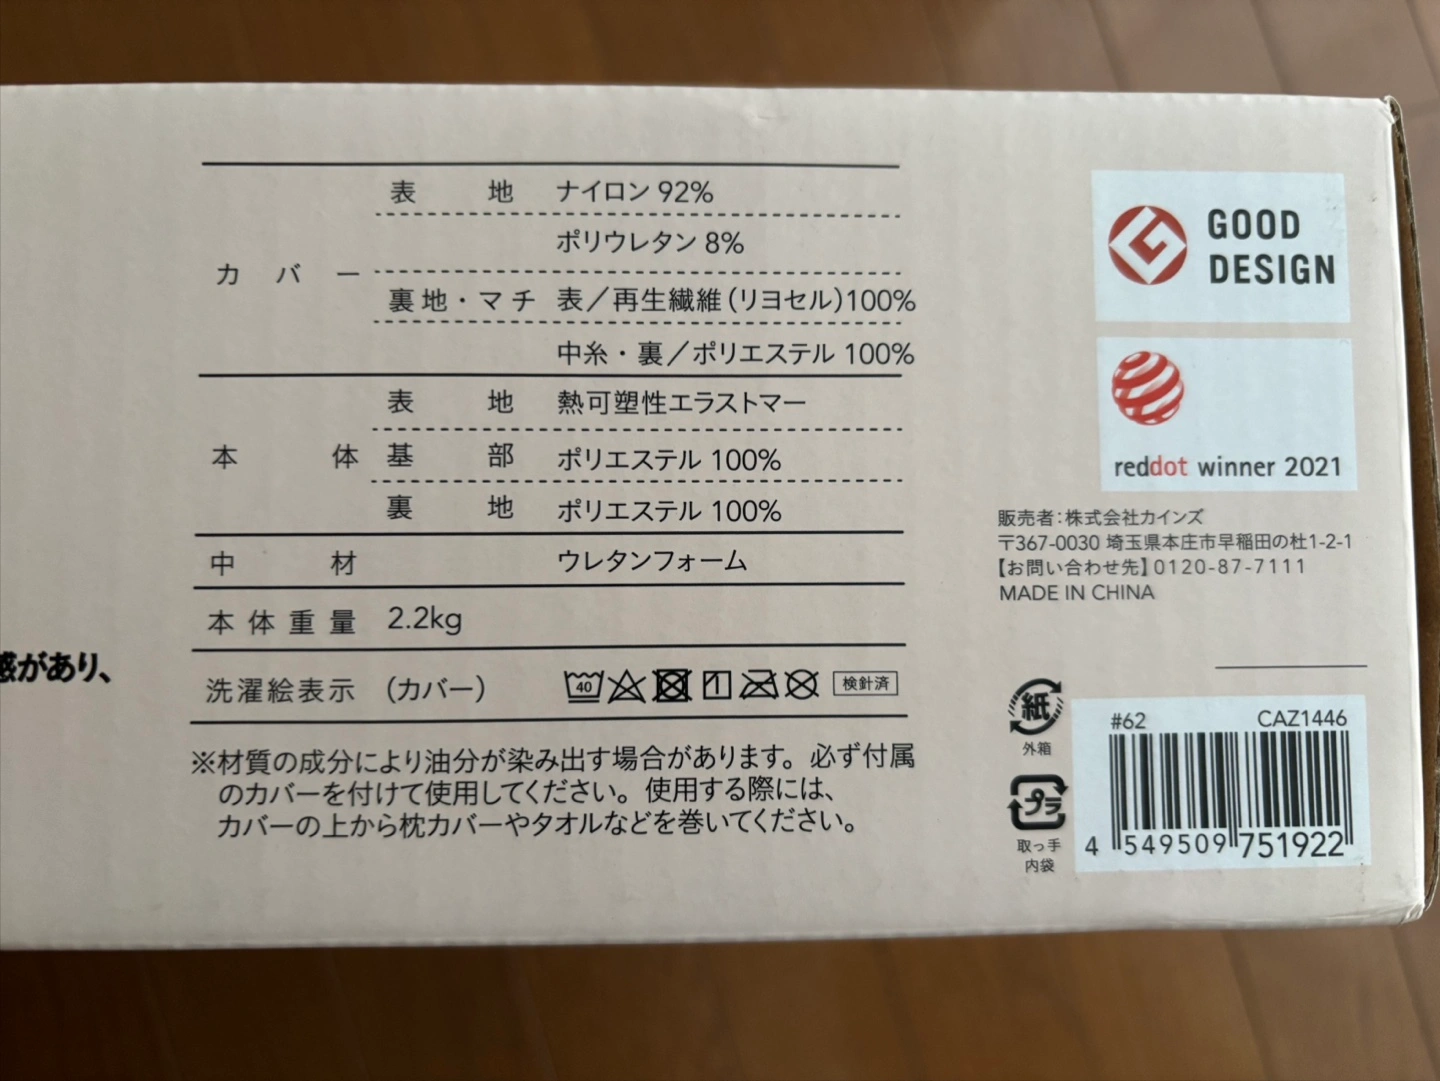 表地 ナイロン 92%
ポリウレタン 8%
カバー
裏地・マチ 表／再生繊維(リヨセル)100%
中糸・裏／ポリエステル 100%
表地 熱可塑性エラストマー
本体 基部 ポリエステル 100%
裏地 ポリエステル 100%
中材 ウレタンフォーム
本体重量 2.2kg
洗濯絵表示 (カバー) 40 検針済
※材質の成分により油分が染み出す場合があります。必ず付属
のカバーを付けて使用してください。使用する際には、
カバーの上から枕カバーやタオルなどを巻いてください。
感があり、
GOOD
DESIGN
reddot winner 2021
販売者：株式会社カインズ
〒367-0030 埼玉県本庄市早稲田の杜1-2-1
【お問い合わせ先】0120-87-7111
MADE IN CHINA
紙
外箱
プラ
取っ手
内袋
#62 CAZ1446
4 549509 751922